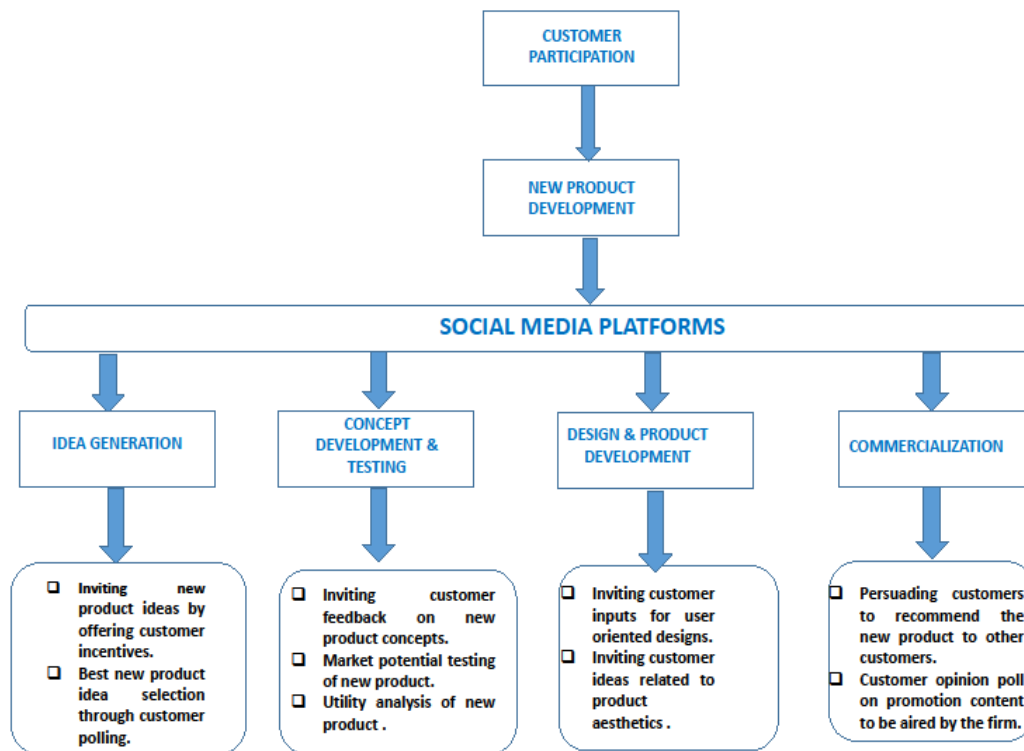 CUSTOMER
PARTICIPATION
NEW PRODUCT
DEVELOPMENT
SOCIAL MEDIA PLATFORMS
IDEA GENERATION
CONCEPT
DEVELOPMENT &
TESTING
DESIGN & PRODUCT
DEVELOPMENT
COMMERCIALIZATION
Inviting new
product ideas by
offering customer
incentives.
Best new product
idea selection
through customer
polling.
Inviting customer
feedback on new
product concepts.
Market potential testing
of new product.
Utility analysis of new
product .
Inviting customer
inputs for user
oriented designs.
Inviting customer
ideas related to
product
aesthetics .
Persuading customers
to recommend the
new product to other
customers.
Customer opinion poll
on promotion content
to be aired by the firm.